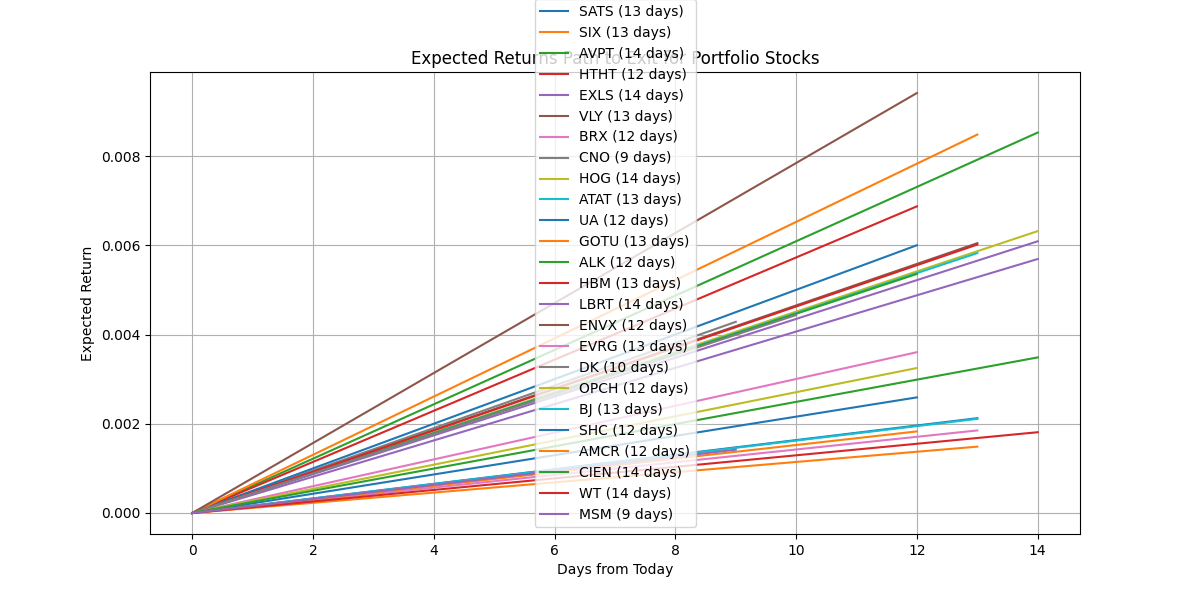 SATS (13 days)
SIX (13 days)
Expected Returns Path to Exit for Portfolio Stocks
AVPT (14 days)
HTHT (12 days)
EXLS (14 days)
VLY (13 days)
BRX (12 days)
CNO (9 days)
HOG (14 days)
ATAT (13 days)
UA (12 days)
GOTU (13 days)
ALK (12 days)
HBM (13 days)
LBRT (14 days)
ENVX (12 days)
EVRG (13 days)
DK (10 days)
OPCH (12 days)
BJ (13 days)
SHC (12 days)
AMCR (12 days)
CIEN (14 days)
WT (14 days)
MSM (9 days)
Expected Return
0.008
0.006
0.004
0.002
0.000
0
2
4
6
8
10
12
14
Days from Today